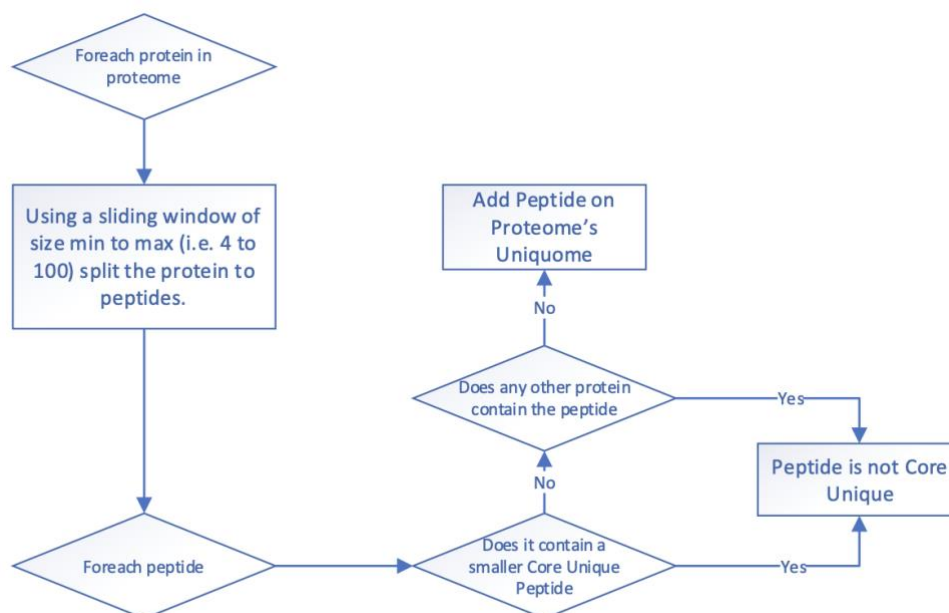 Foreach protein in
proteome
Using a sliding window of
size min to max (i.e. 4 to
100) split the protein to
peptides.
Add Peptide on
Proteome's
Uniquome
No
Does any other protein
contain the peptide
Yes
Peptide is not Core
Unique
No
Foreach peptide
Does it contain a
smaller Core Unique
Peptide
Yes